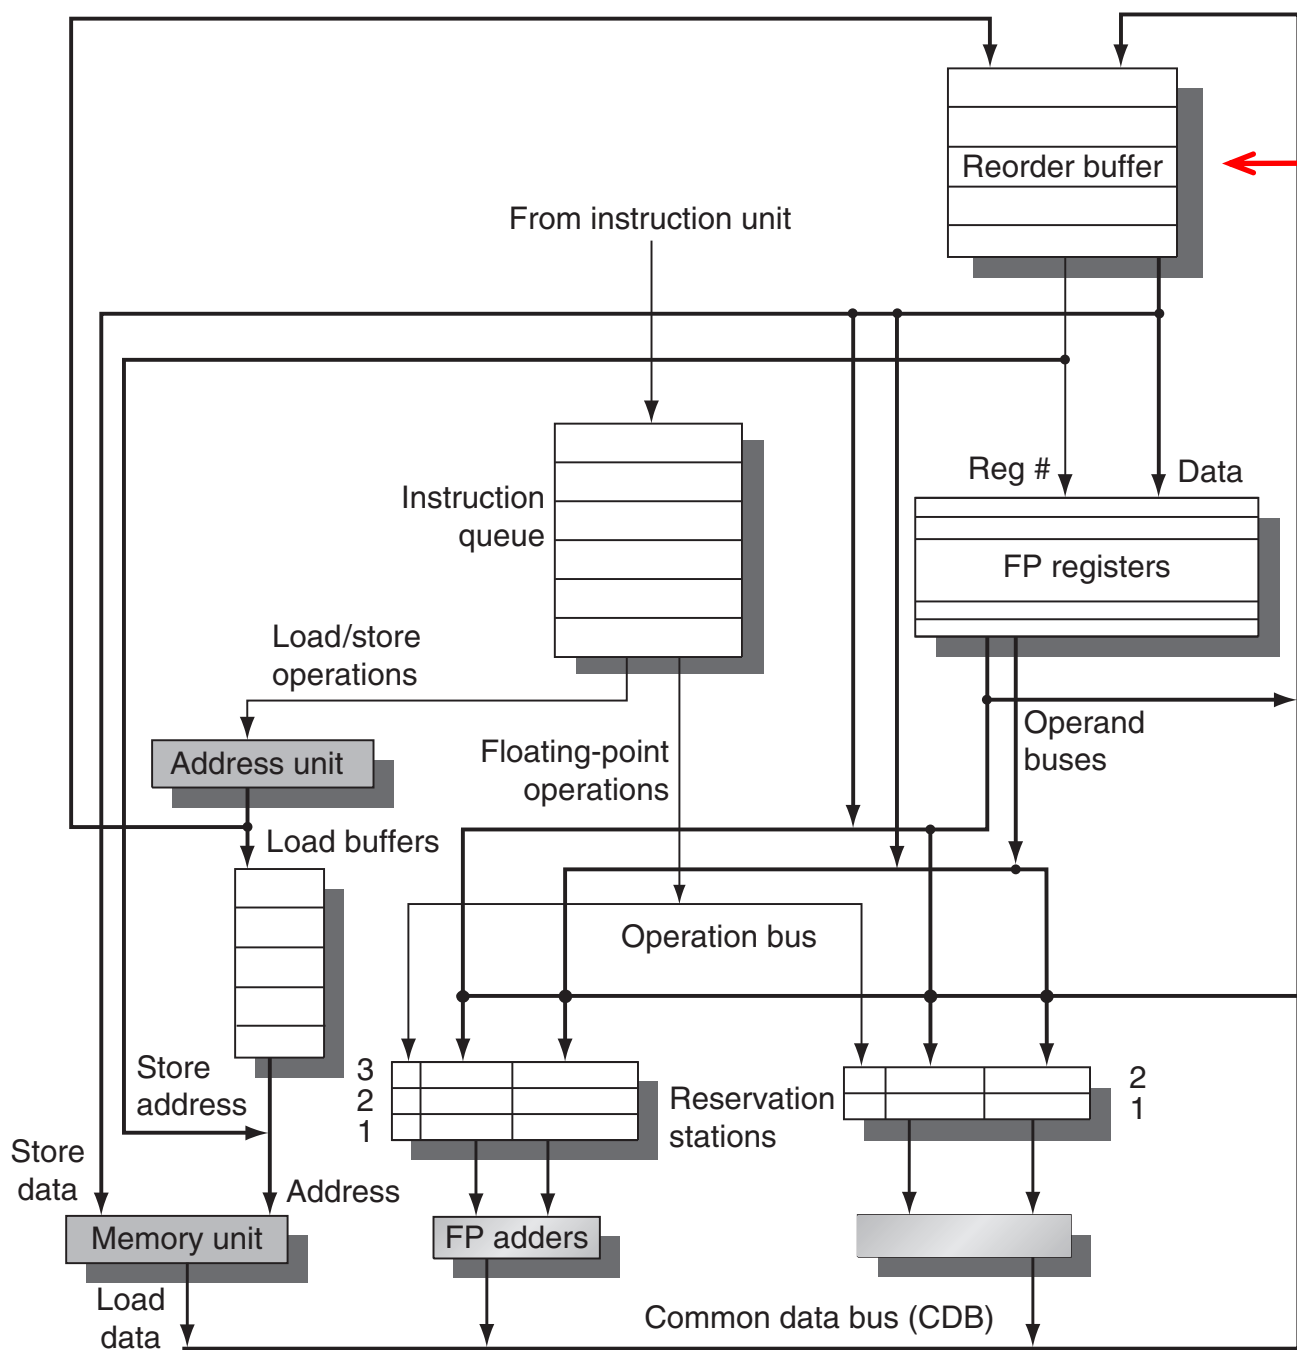 Reorder buffer
From instruction unit
Reg #
Data
Instruction
queue
FP registers
Load/store
operations
Operand
buses
Address unit
Floating-point
operations
Load buffers
Operation bus
Store
address
3
2
1
Reservation
stations
2
1
Store
data
Address
Memory unit
FP adders
Load
data
Common data bus (CDB)